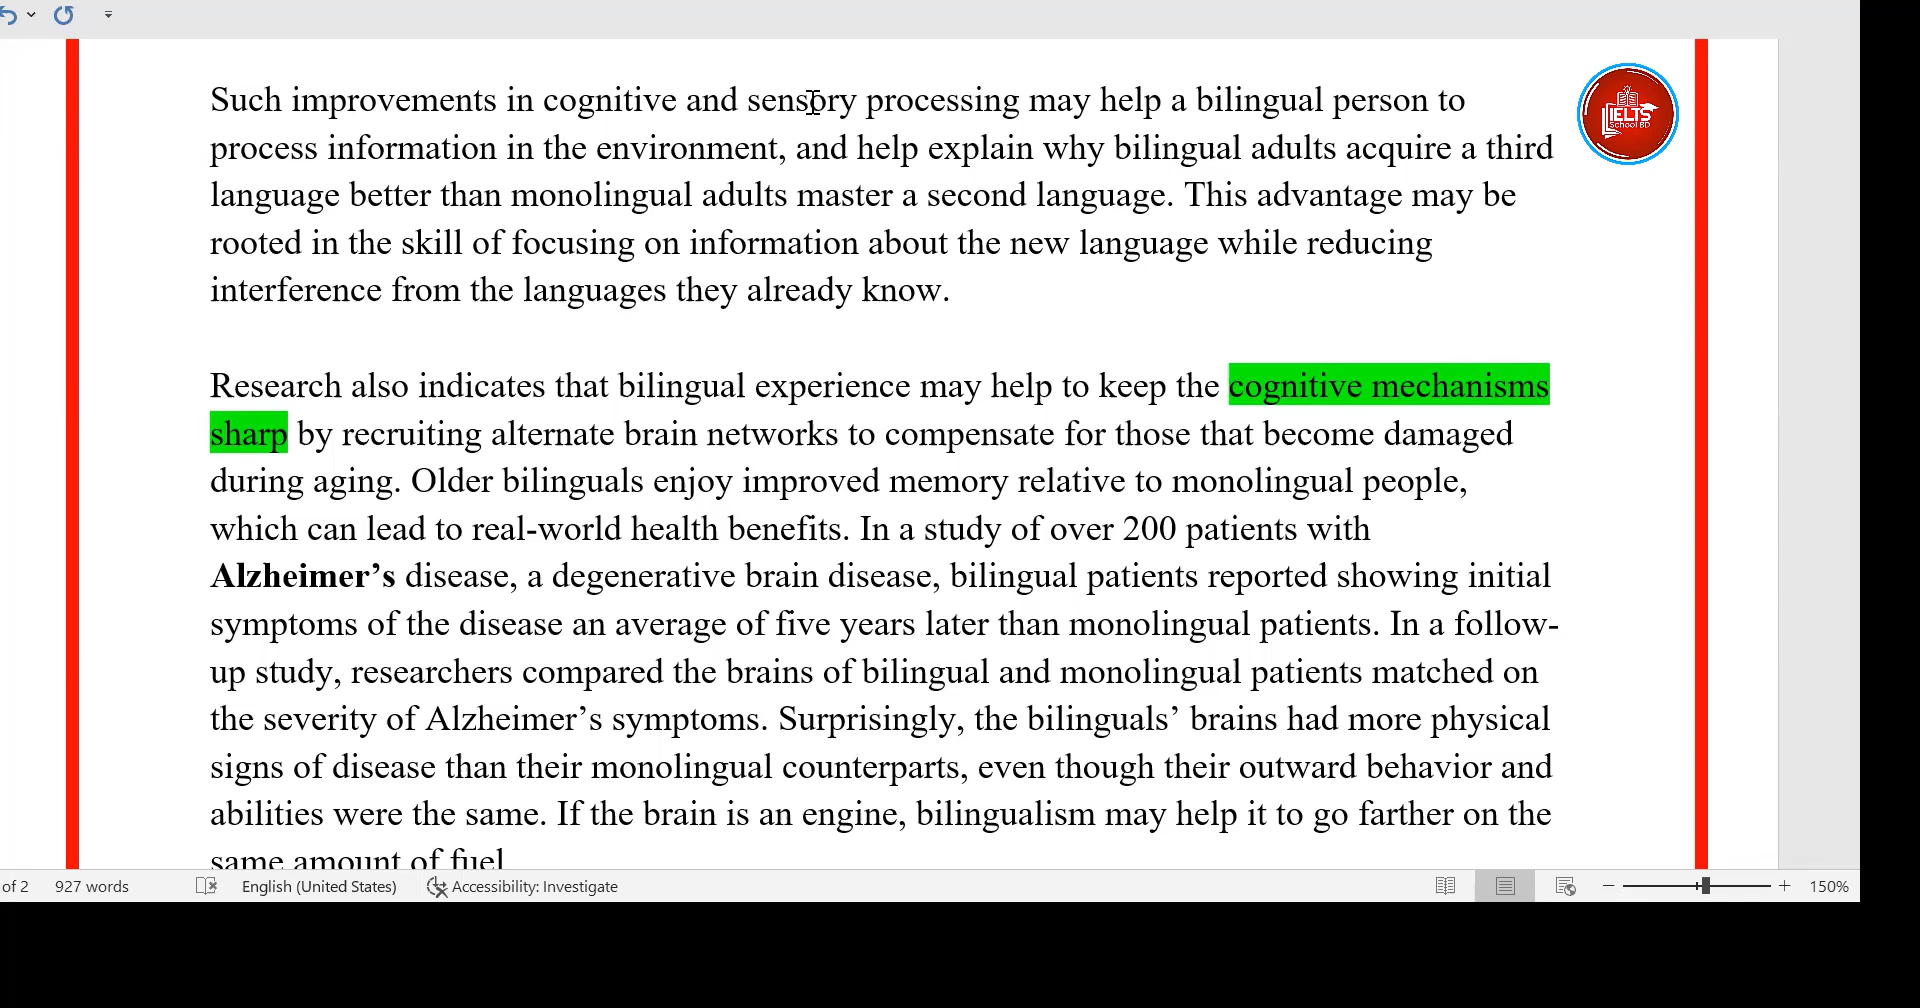 Such improvements in cognitive and sensory processing may help a bilingual person to
process information in the environment, and help explain why bilingual adults acquire a third
language better than monolingual adults master a second language. This advantage may be
rooted in the skill of focusing on information about the new language while reducing
interference from the languages they already know.
IELTS
School BD
Research also indicates that bilingual experience may help to keep the cognitive mechanisms
sharp by recruiting alternate brain networks to compensate for those that become damaged
during aging. Older bilinguals enjoy improved memory relative to monolingual people,
which can lead to real-world health benefits. In a study of over 200 patients with
Alzheimer’s disease, a degenerative brain disease, bilingual patients reported showing initial
symptoms of the disease an average of five years later than monolingual patients. In a follow-
up study, researchers compared the brains of bilingual and monolingual patients matched on
the severity of Alzheimer’s symptoms. Surprisingly, the bilinguals’ brains had more physical
signs of disease than their monolingual counterparts, even though their outward behavior and
abilities were the same. If the brain is an engine, bilingualism may help it to go farther on the
same amount of fuel
of 2 927 words English (United States) Accessibility: Investigate 150%